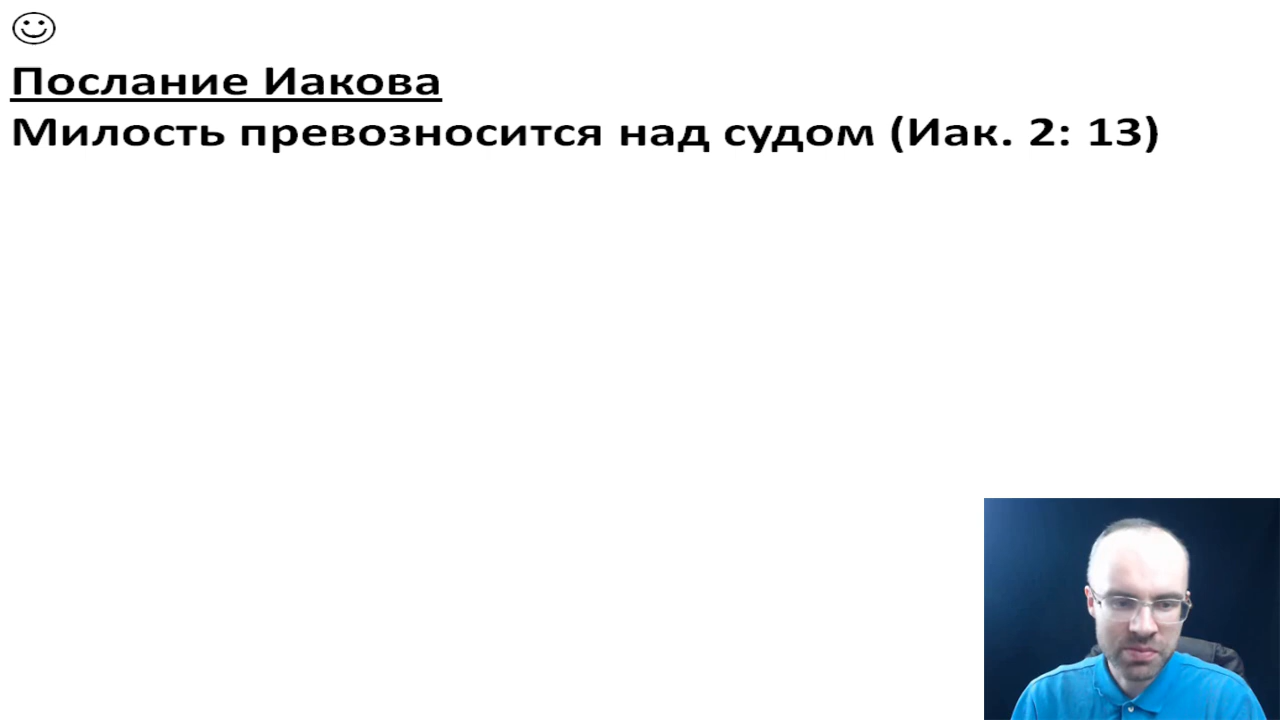 Послание Иакова
Милость превозносится над судом (Иак. 2: 13)